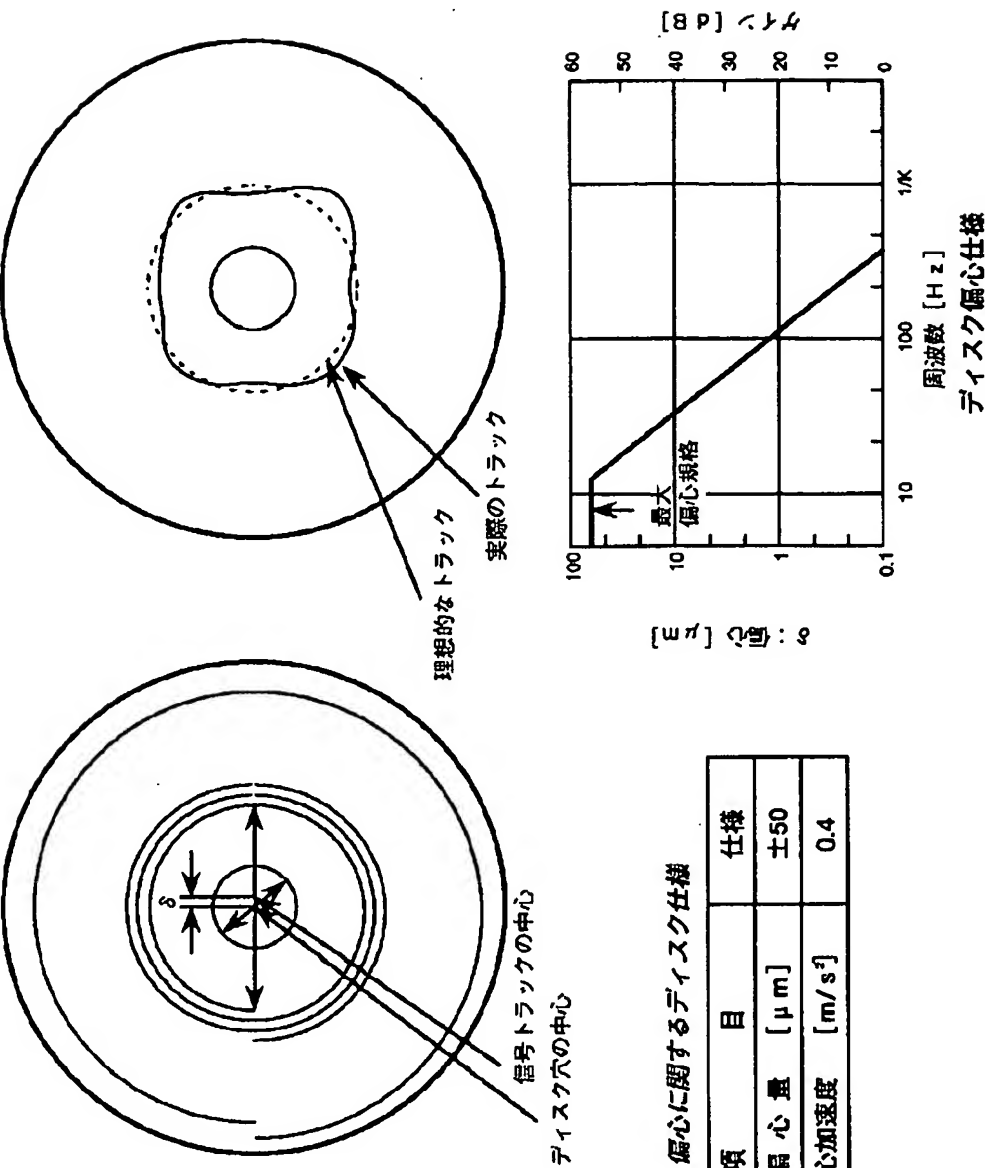 δ
信号トラックの中心
ディスク穴の中心
理想的なトラック
実際のトラック
偏心に関するディスク仕様
項 目 仕様
偏 心 量 [μm] ±50
心加速度 [m/s²] 0.4
δ:偏心 [μm]
100
10
1
0.1
最大
偏心規格
ゲイン [dB]
60
50
40
30
20
10
0
10
100
1/K
周波数 [Hz]
ディスク偏心仕様